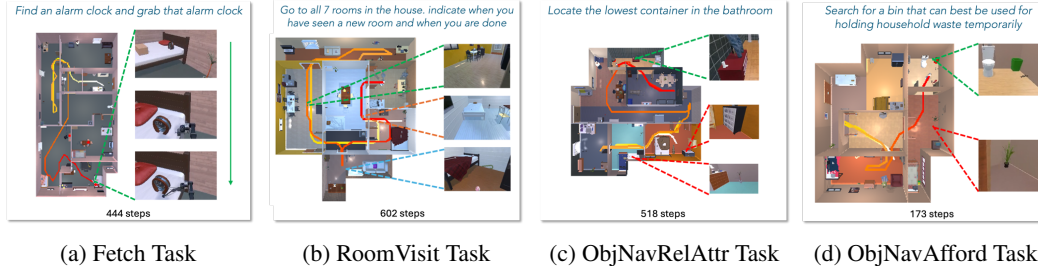 Find an alarm clock and grab that alarm clock
444 steps
(a) Fetch Task
Go to all 7 rooms in the house. indicate when you
have seen a new room and when you are done
602 steps
(b) RoomVisit Task
Locate the lowest container in the bathroom
518 steps
(c) ObjNavRelAttr Task
Search for a bin that can best be used for
holding household waste temporarily
173 steps
(d) ObjNavAfford Task